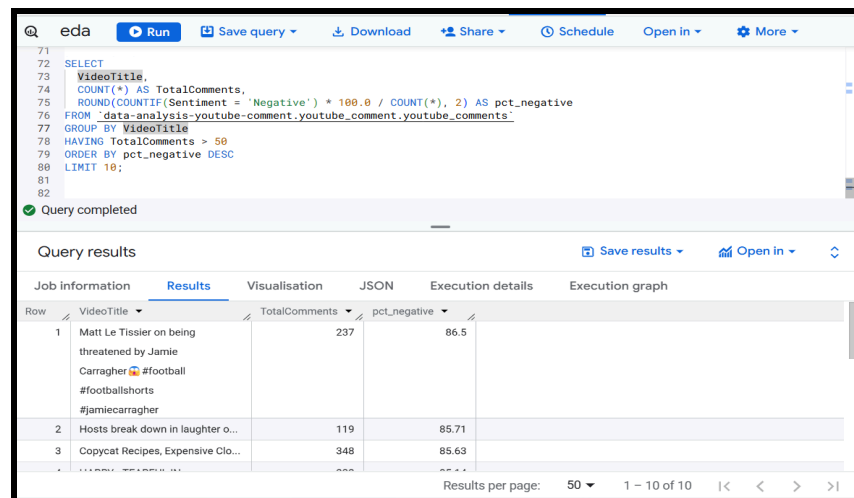 eda Run Save query Download Share Schedule Open in More
71
72 SELECT
73 VideoTitle,
74 COUNT(*) AS TotalComments,
75 ROUND(COUNTIF(Sentiment = 'Negative') * 100.0 / COUNT(*), 2) AS pct_negative
76 FROM `data-analysis-youtube-comment.youtube_comment.youtube_comments`
77 GROUP BY VideoTitle
78 HAVING TotalComments > 50
79 ORDER BY pct_negative DESC
80 LIMIT 10;
81
82
Query completed
Query results Save results Open in
Job information Results Visualisation JSON Execution details Execution graph
Row VideoTitle TotalComments pct_negative
1 Matt Le Tissier on being 237 86.5
threatened by Jamie
Carragher😱 #football
#footballshorts
#jamiecarragher
2 Hosts break down in laughter o... 119 85.71
3 Copycat Recipes, Expensive Clo... 348 85.63
Results per page: 50 1 – 10 of 10